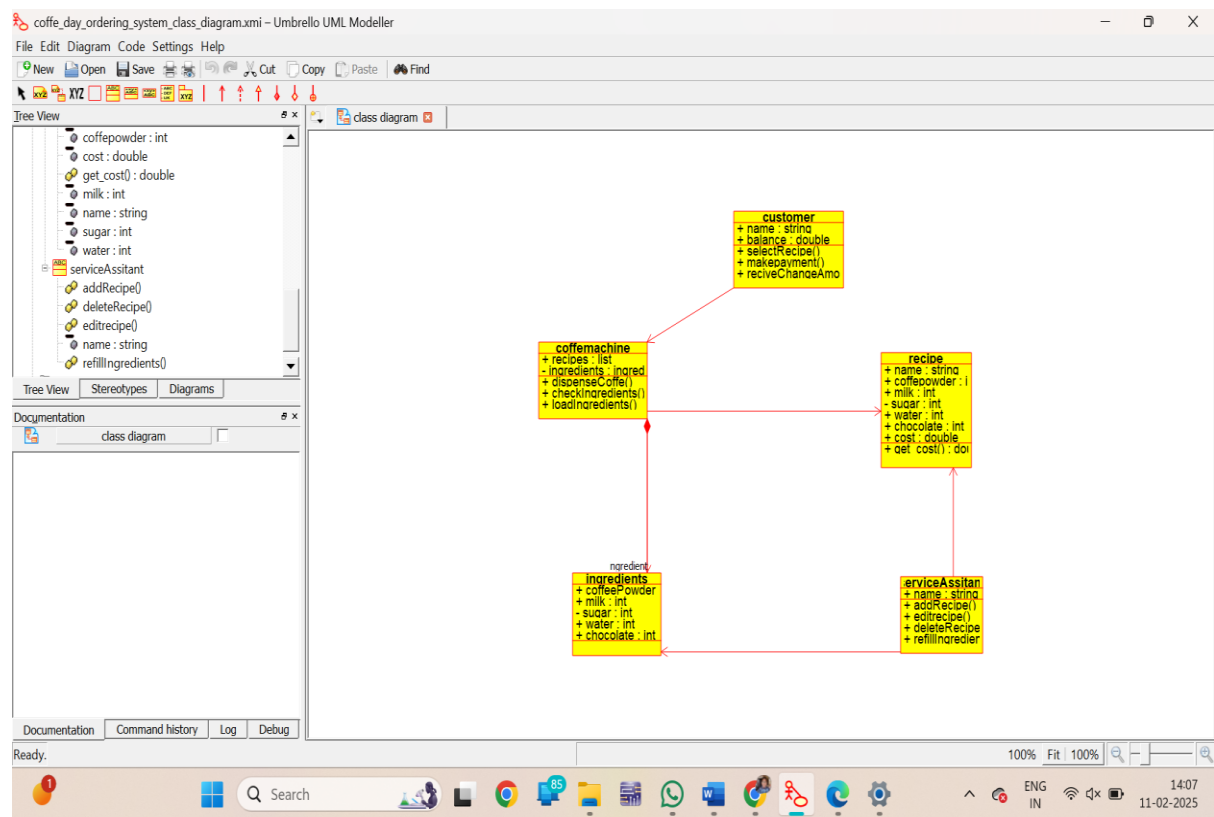 coffe_day_ordering_system_class_diagram.xmi – Umbrello UML Modeller
File Edit Diagram Code Settings Help
New Open Save Cut Copy Paste Find
XYZ
Tree View
class diagram
coffepowder : int
cost : double
get_cost() : double
milk : int
name : string
sugar : int
water : int
serviceAssitant
addRecipe()
deleteRecipe()
editrecipe()
name : string
refillIngredients()
Tree View Stereotypes Diagrams
Documentation
class diagram
Documentation Command history Log Debug
customer
+ name : string
+ balance : double
+ selectRecipe()
+ makepayment()
+ reciveChangeAmo
coffemachine
+ recipes : list
- ingredients : ingred
+ dispenseCoffe()
+ checkIngredients()
+ loadIngredients()
recipe
+ name : string
+ coffepowder : i
+ milk : int
- sugar : int
+ water : int
+ chocolate : int
+ cost : double
+ get_cost() : dou
ngredient
ingredients
+ coffeePowder
+ milk : int
- sugar : int
+ water : int
+ chocolate : int
erviceAssitan
+ name : string
+ addRecipe()
+ editrecipe()
+ deleteRecipe
+ refillIngredier
Ready.
100% Fit 100%
1
Search
85
ENG
IN
14:07
11-02-2025